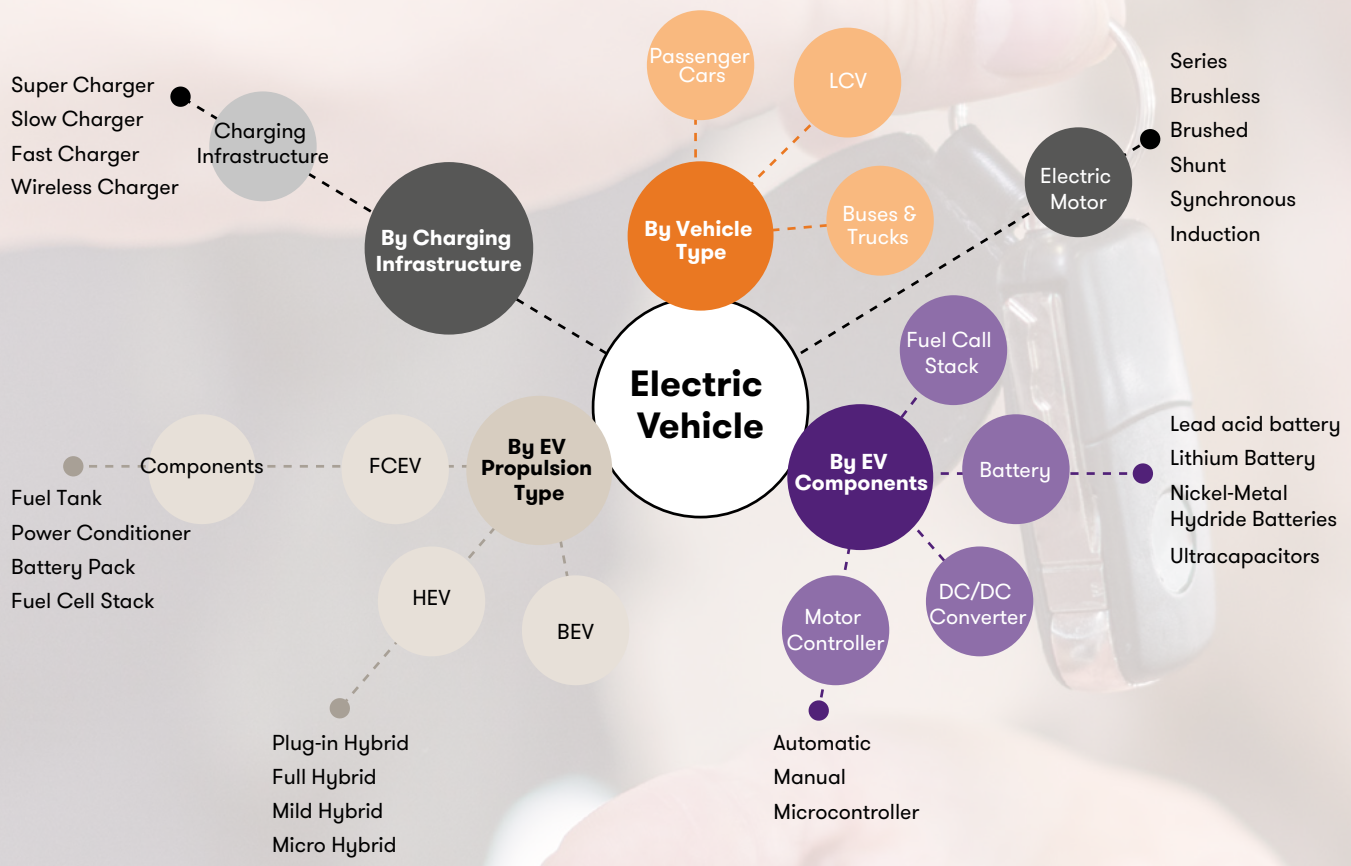 Super Charger
Slow Charger
Fast Charger
Wireless Charger
Charging
Infrastructure
By Charging
Infrastructure
Passenger
Cars
LCV
By Vehicle
Type
Buses &
Trucks
Electric
Motor
Series
Brushless
Brushed
Shunt
Synchronous
Induction
Electric
Vehicle
Fuel Call
Stack
By EV
Components
Battery
Lead acid battery
Lithium Battery
Nickel-Metal
Hydride Batteries
Ultracapacitors
DC/DC
Converter
Motor
Controller
Automatic
Manual
Microcontroller
By EV
Propulsion
Type
FCEV
Components
Fuel Tank
Power Conditioner
Battery Pack
Fuel Cell Stack
HEV
BEV
Plug-in Hybrid
Full Hybrid
Mild Hybrid
Micro Hybrid